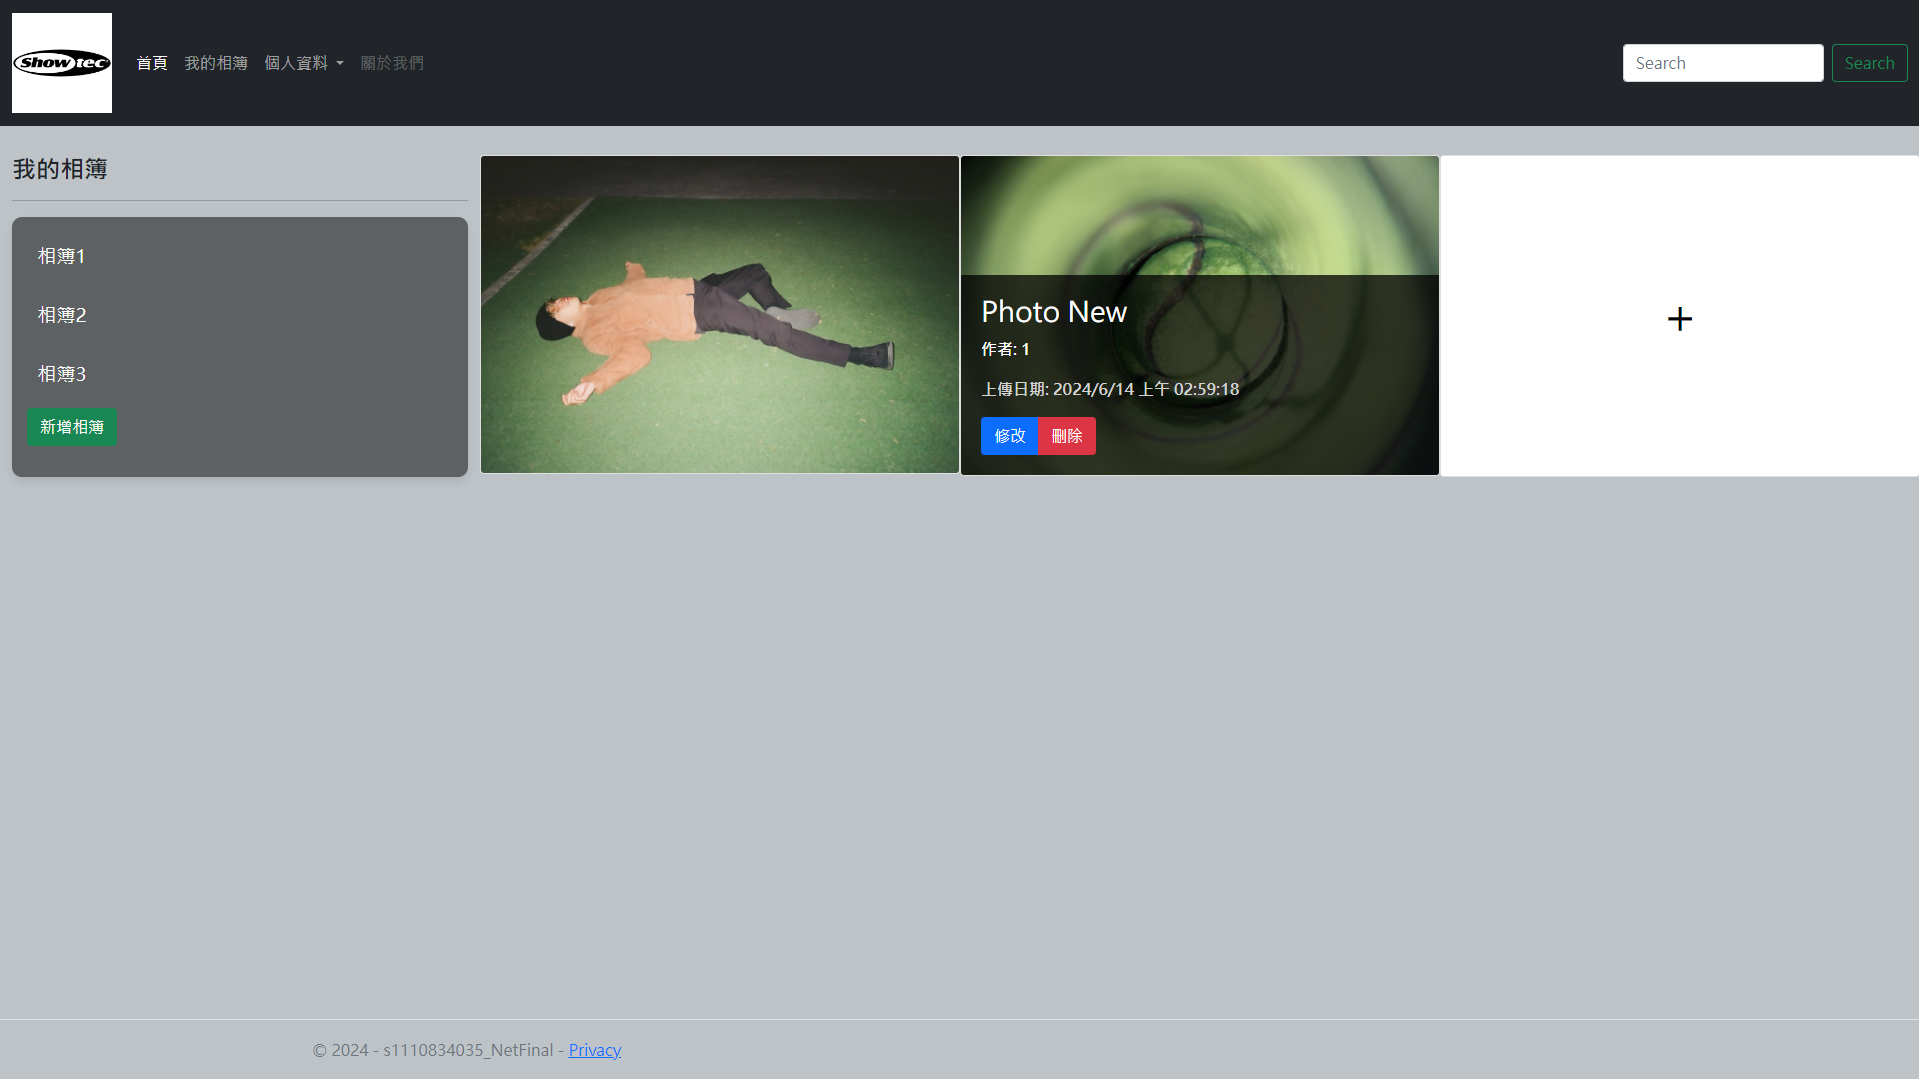 Showtec
首頁 我的相簿 個人資料 關於我們
Search Search
我的相簿
相簿1
相簿2
相簿3
新增相簿
Photo New
作者: 1
上傳日期: 2024/6/14 上午 02:59:18
修改 刪除
© 2024 - s1110834035_NetFinal - Privacy